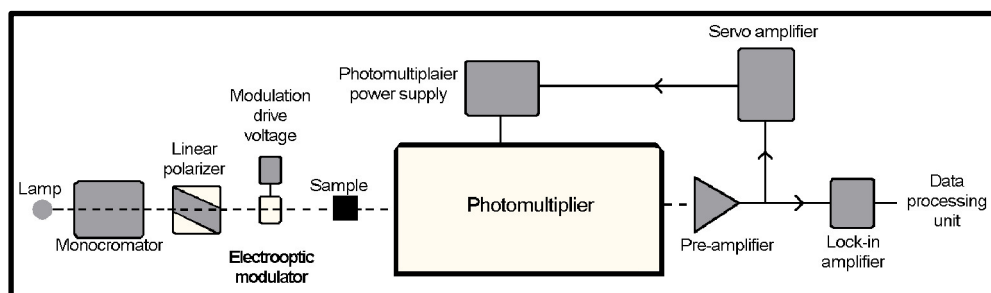 Lamp
Monocromator
Linear
polarizer
Modulation
drive
voltage
Electrooptic
modulator
Sample
Photomultiplaier
power supply
Photomultiplier
Servo amplifier
Pre-amplifier
Lock-in
amplifier
Data
processing
unit